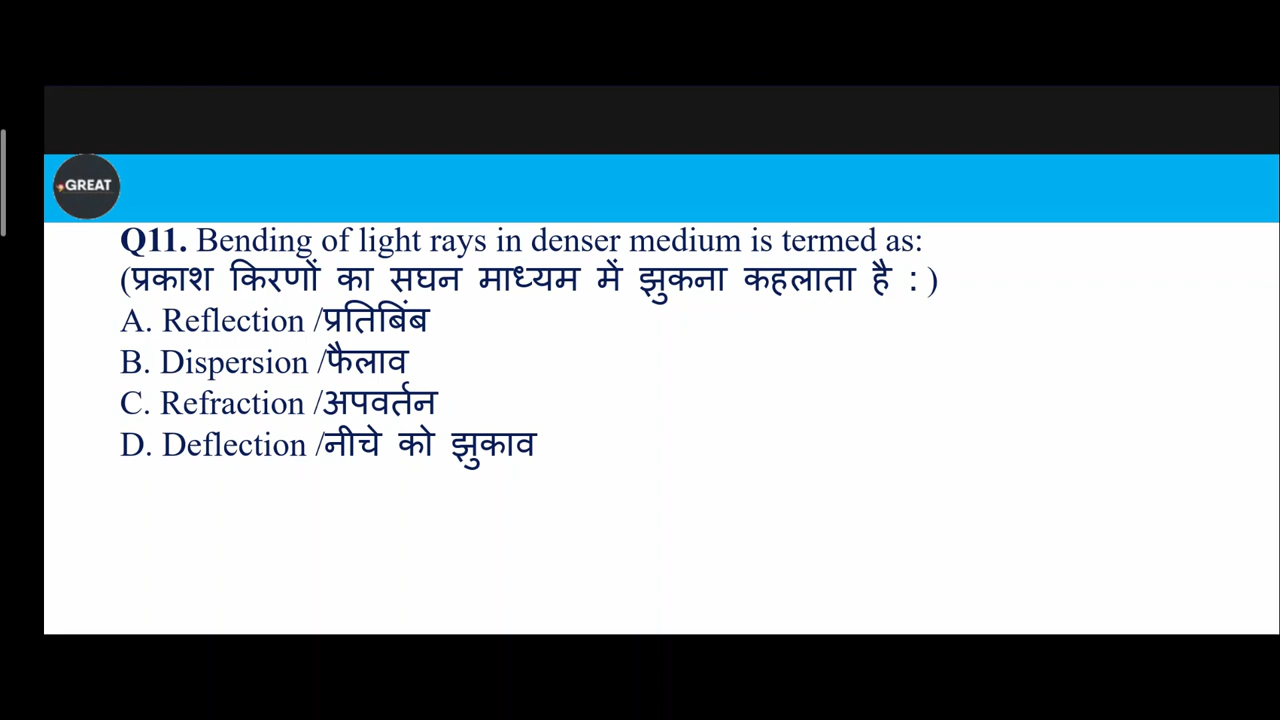 GREAT
Q11. Bending of light rays in denser medium is termed as:
(प्रकाश किरणों का सघन माध्यम में झुकना कहलाता है : )
A. Reflection /प्रतिबिंब
B. Dispersion /फैलाव
C. Refraction /अपवर्तन
D. Deflection /नीचे को झुकाव